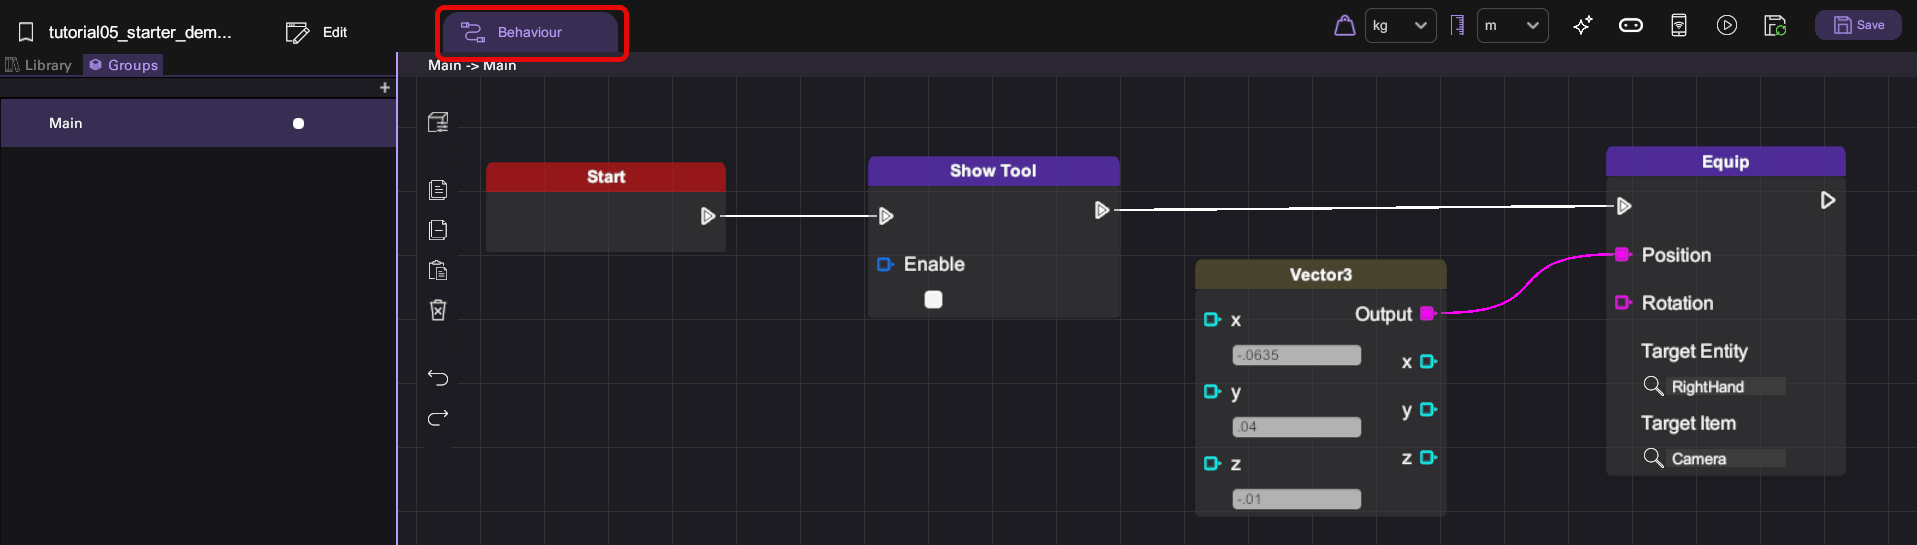 tutorial05_starter_dem...
Edit
Behaviour
kg
m
Save
Library
Groups
Main -> Main
+
Main
Start
Show Tool
Enable
Vector3
Output
x
-.0635
x
y
.04
y
z
-.01
z
Equip
Position
Rotation
Target Entity
RightHand
Target Item
Camera